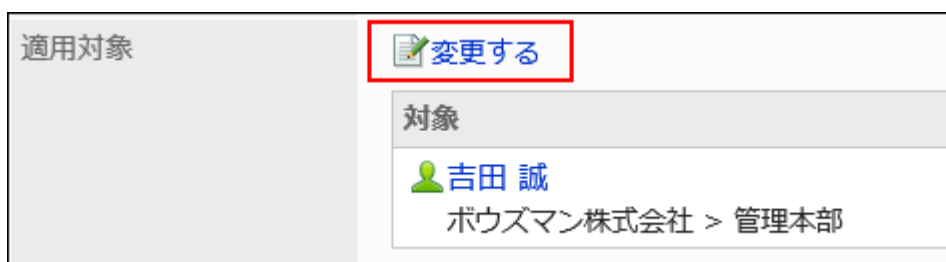 適用対象
変更する
対象
吉田 誠
ボウズマン株式会社 > 管理本部